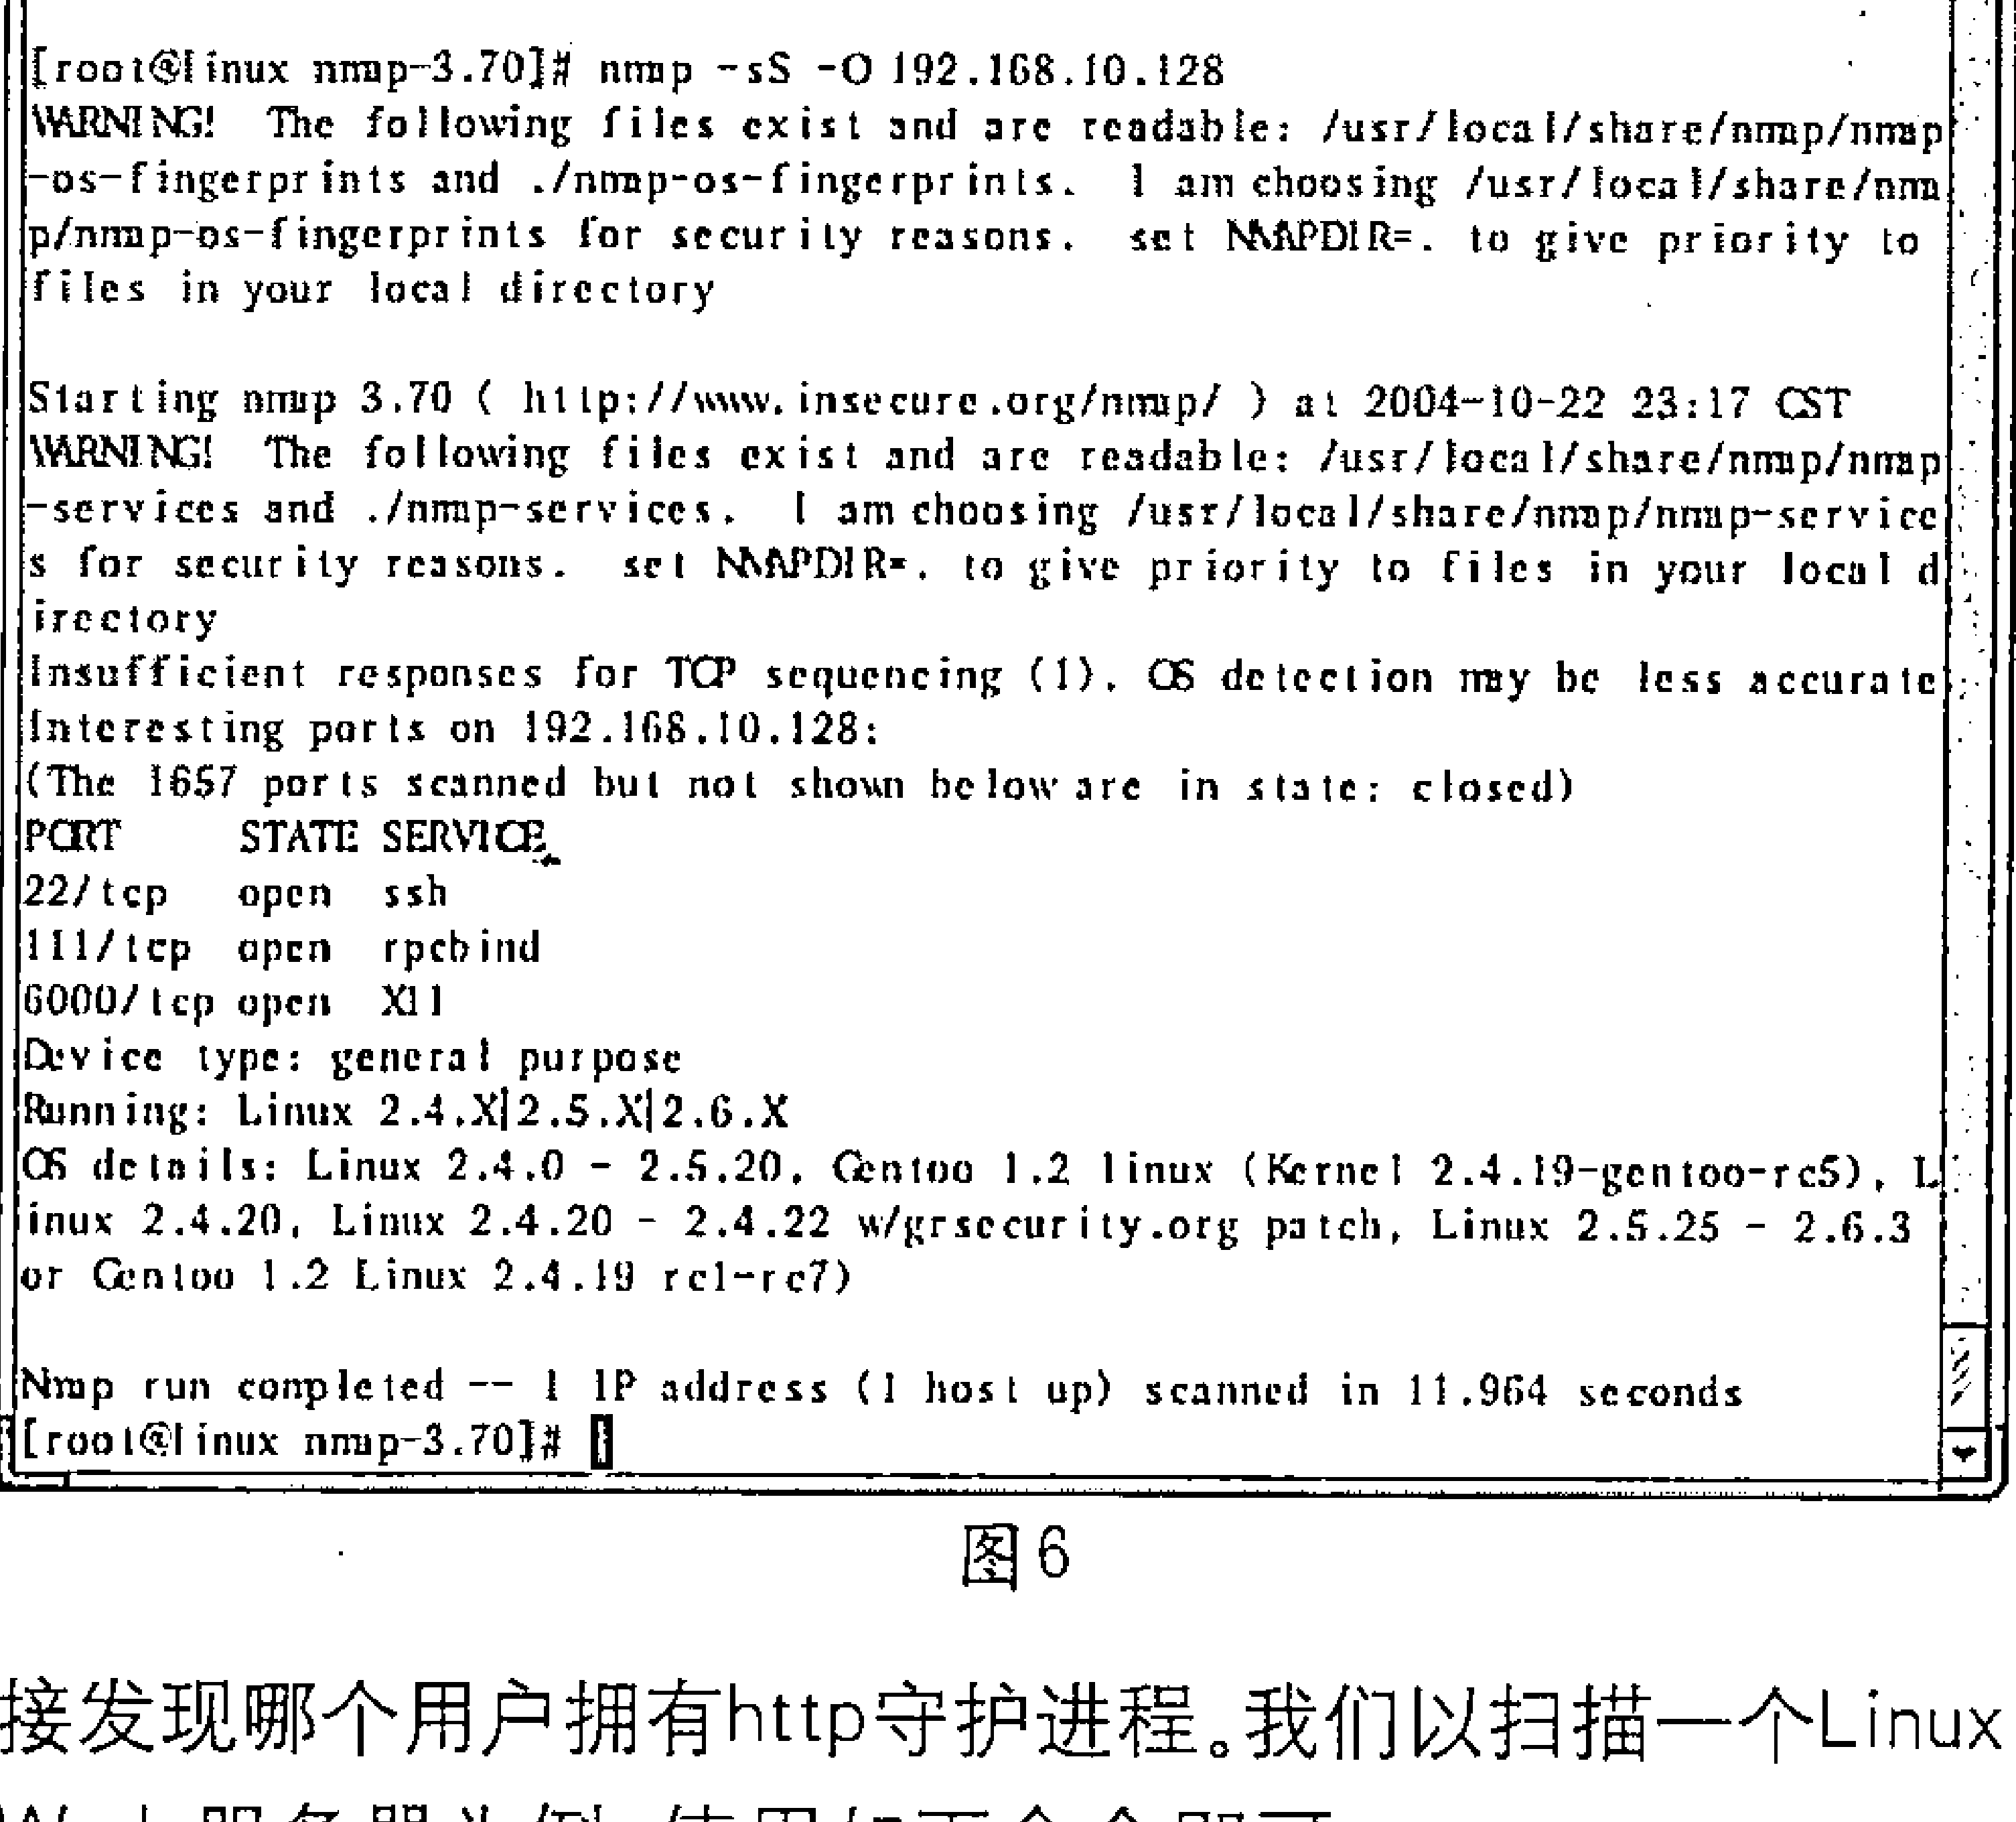 [root@linux nmap-3.70]# nmap -sS -O 192.168.10.128
WARNING!  The following files exist and are readable: /usr/local/share/nmap/nmap
-os-fingerprints and ./nmap-os-fingerprints.  I am choosing /usr/local/share/nma
p/nmap-os-fingerprints for security reasons.  set NMAPDIR=. to give priority to
files in your local directory
Starting nmap 3.70 ( http://www.insecure.org/nmap/ ) at 2004-10-22 23:17 CST
WARNING!  The following files exist and are readable: /usr/local/share/nmap/nmap
-services and ./nmap-services.  I am choosing /usr/local/share/nmap/nmap-service
s for security reasons.  set NMAPDIR=. to give priority to files in your local d
irectory
Insufficient responses for TCP sequencing (1), OS detection may be less accurate
Interesting ports on 192.168.10.128:
(The 1657 ports scanned but not shown below are in state: closed)
PORT     STATE SERVICE
22/tcp   open  ssh
111/tcp  open  rpcbind
6000/tcp open  X11
Device type: general purpose
Running: Linux 2.4.X|2.5.X|2.6.X
OS details: Linux 2.4.0 - 2.5.20, Gentoo 1.2 linux (Kernel 2.4.19-gentoo-rc5), L
inux 2.4.20, Linux 2.4.20 - 2.4.22 w/grsecurity.org patch, Linux 2.5.25 - 2.6.3
or Gentoo 1.2 Linux 2.4.19 rc1-rc7)
Nmap run completed -- 1 IP address (1 host up) scanned in 11.964 seconds
[root@linux nmap-3.70]#
图6
接发现哪个用户拥有http守护进程。我们以扫描一个Linux